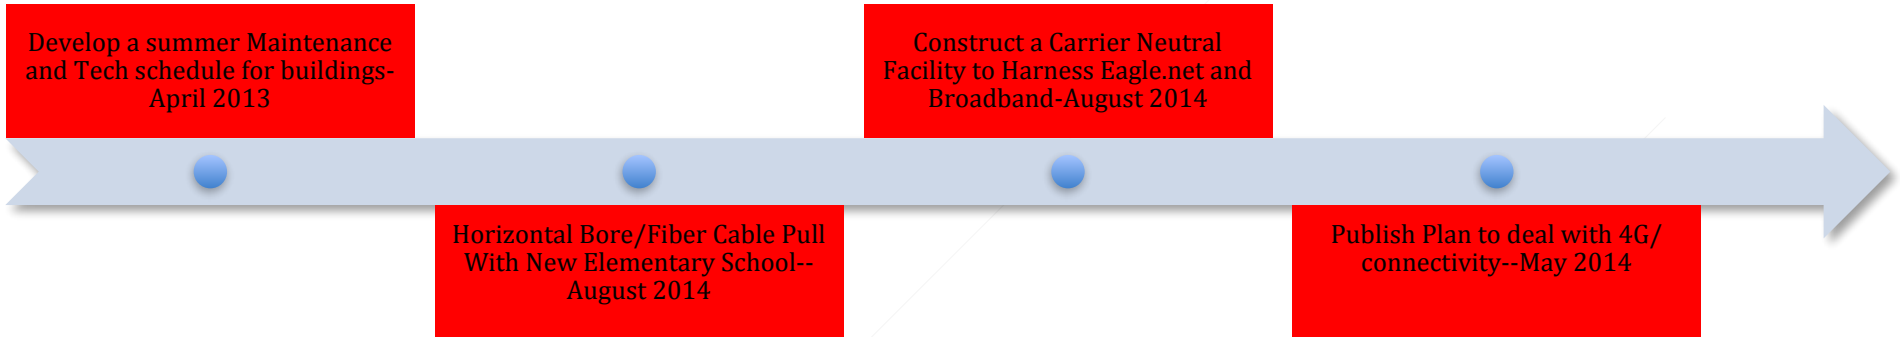 Develop a summer Maintenance
and Tech schedule for buildings-
April 2013
Horizontal Bore/Fiber Cable Pull
With New Elementary School--
August 2014
Construct a Carrier Neutral
Facility to Harness Eagle.net and
Broadband-August 2014
Publish Plan to deal with 4G/
connectivity--May 2014